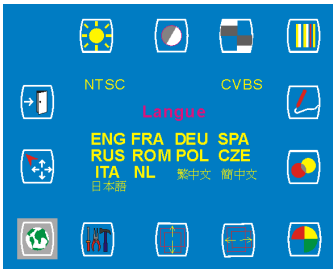 NTSC CVBS
Langue
ENG FRA DEU SPA
RUS ROM POL CZE
ITA NL 繁中文 簡中文
日本語